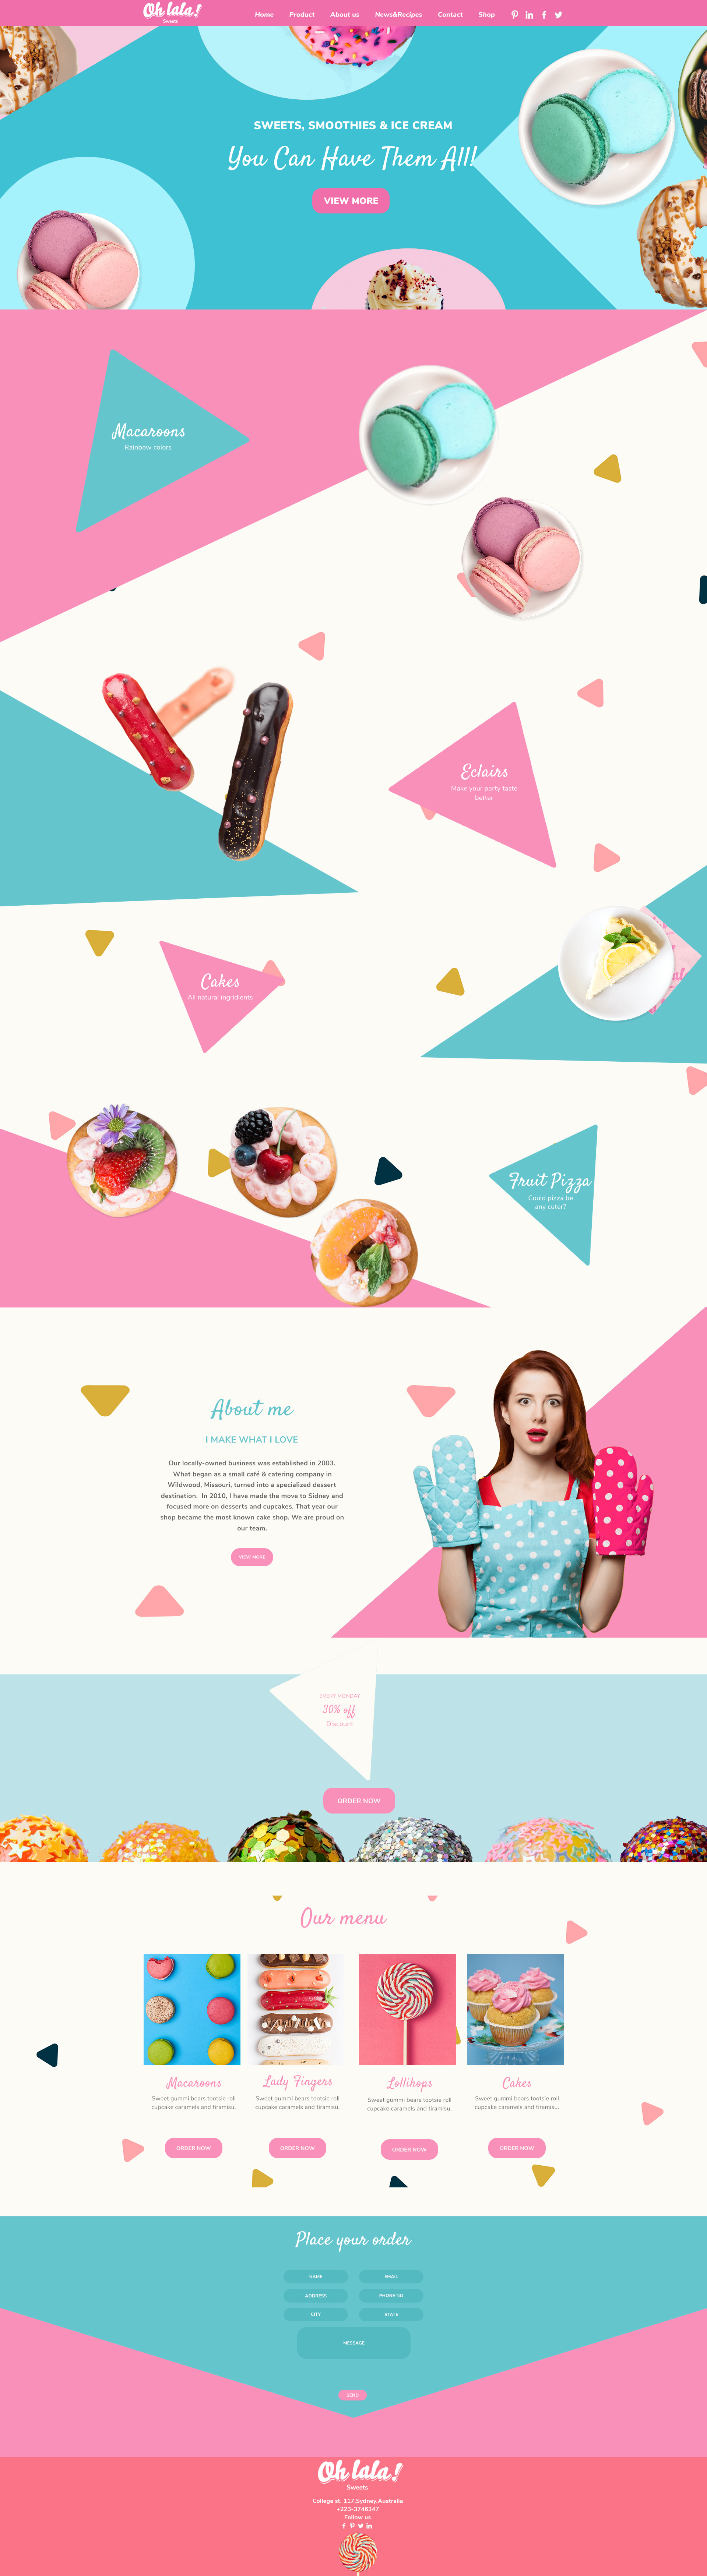 Oh lala!
Sweets
Home Product About us News&Recipes Contact Shop
SWEETS, SMOOTHIES & ICE CREAM
You Can Have Them All!
VIEW MORE
Macaroons
Rainbow colors
Eclairs
Make your party taste
better
Cakes
All natural ingridients
Fruit Pizza
Could pizza be
any cuter?
About me
I MAKE WHAT I LOVE
Our locally-owned business was established in 2003.
What began as a small café & catering company in
Wildwood, Missouri, turned into a specialized dessert
destination. In 2010, I have made the move to Sidney and
focused more on desserts and cupcakes. That year our
shop became the most known cake shop. We are proud on
our team.
VIEW MORE
EVERY MONDAY
30% off
Discount
ORDER NOW
Our menu
Macaroons
Sweet gummi bears tootsie roll
cupcake caramels and tiramisu.
ORDER NOW
Lady Fingers
Sweet gummi bears tootsie roll
cupcake caramels and tiramisu.
ORDER NOW
Lollihops
Sweet gummi bears tootsie roll
cupcake caramels and tiramisu.
ORDER NOW
Cakes
Sweet gummi bears tootsie roll
cupcake caramels and tiramisu.
ORDER NOW
Place your order
NAME EMAIL
ADDRESS PHONE NO
CITY STATE
MESSAGE
SEND
Oh lala!
Sweets
College st. 117,Sydney,Australia
+223-3746347
Follow us